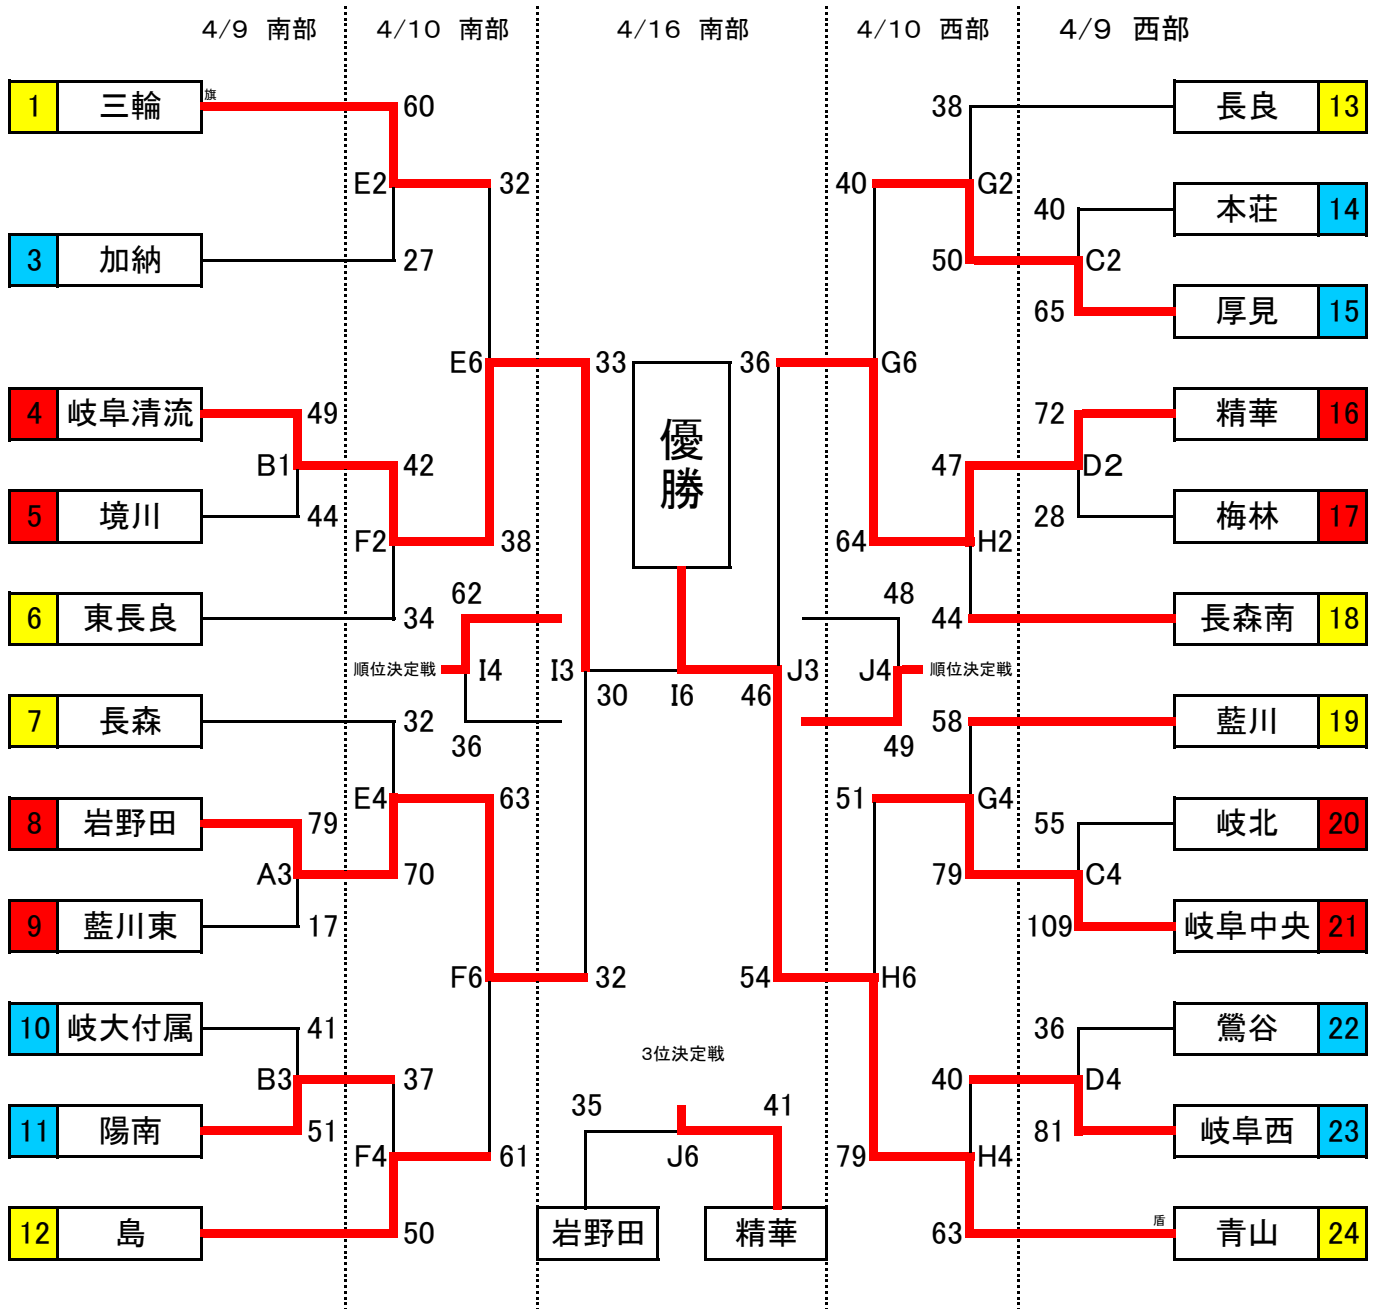 4/9 南部
4/10 南部
4/16 南部
4/10 西部
4/9 西部
1 三輪 旗 60
38 長良 13
E2 32
40 G2
3 加納 27
40 本荘 14
50 C2
65 厚見 15
E6 33
36 G6
4 岐阜清流 49
72 精華 16
優勝
B1 42
47 D2
5 境川 44
28 梅林 17
F2 38
64 H2
6 東長良 34
62
48
44 長森南 18
順位決定戦 I4
I3 30 I6 46 J3
J4 順位決定戦
7 長森 32
36
49
58 藍川 19
E4 63
51 G4
8 岩野田 79
55 岐北 20
A3 70
79 C4
9 藍川東 17
109 岐阜中央 21
F6 32
54 H6
10 岐大付属 41
36 鶯谷 22
3位決定戦
B3 37
40 D4
35 41
11 陽南 51
81 岐阜西 23
J6
F4 61
79 H4
12 島 50
岩野田 精華
63 盾 青山 24